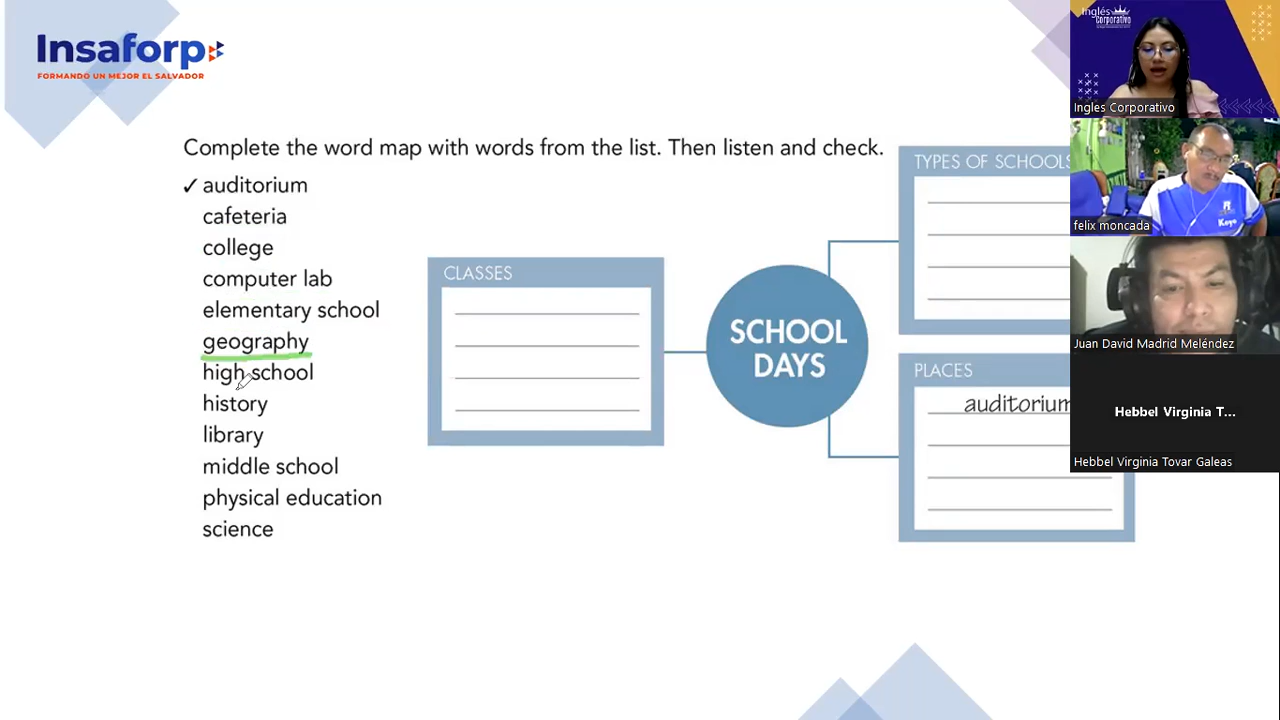 Insaforp
FORMANDO UN MEJOR EL SALVADOR
Complete the word map with words from the list. Then listen and check.
✓ auditorium
cafeteria
college
computer lab
elementary school
geography
high school
history
library
middle school
physical education
science
CLASSES
SCHOOL
DAYS
TYPES OF SCHOOLS
PLACES
auditorium
Inglés
Corporativo
Ingles Corporativo
felix moncada
Keyo
Juan David Madrid Meléndez
Hebbel Virginia T...
Hebbel Virginia Tovar Galeas